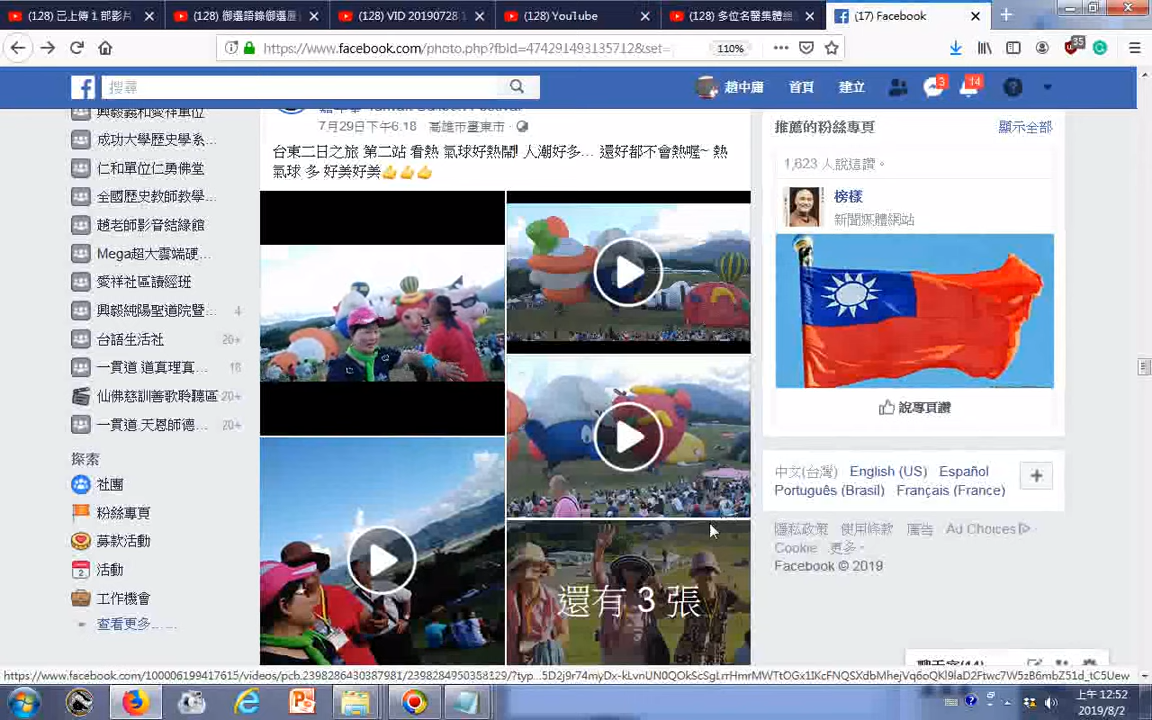 (128) 已上傳 1 部影片
(128) 御選語錄御選歷
(128) VID 20190728 1
(128) YouTube
(128) 多位名醫集體
(17) Facebook
https://www.facebook.com/photo.php?fbid=474291493135712&set=
110%
35
搜尋
趙中庸
首頁
建立
3
14
興毅義和愛祥單位
成功大學歷史學系...
仁和單位仁勇佛堂
全國歷史教師教學...
趙老師影音結緣館
Mega超大雲端硬...
愛祥社區讀經班
興毅純陽聖道院暨... 4
台語生活社 20+
一貫道 道真理真... 18
仙佛慈訓善歌聆聽區 20+
一貫道.天恩師德... 20+
探索
社團
粉絲專頁
募款活動
活動
工作機會
查看更多...
7月29日下午6:18
台東二日之旅 第二站 看熱 氣球好熱鬧! 人潮好多... 還好都不會熱喔~ 熱
氣球 多 好美好美
還有 3 張
推薦的粉絲專頁
顯示全部
1,623 人說這讚。
榜樣
新聞媒體網站
說專頁讚
中文(台灣) English (US) Español
Português (Brasil) Français (France)
隱私政策 使用條款 廣告 Ad Choices
Cookie 更多
Facebook © 2019
上午 12:52
2019/8/2